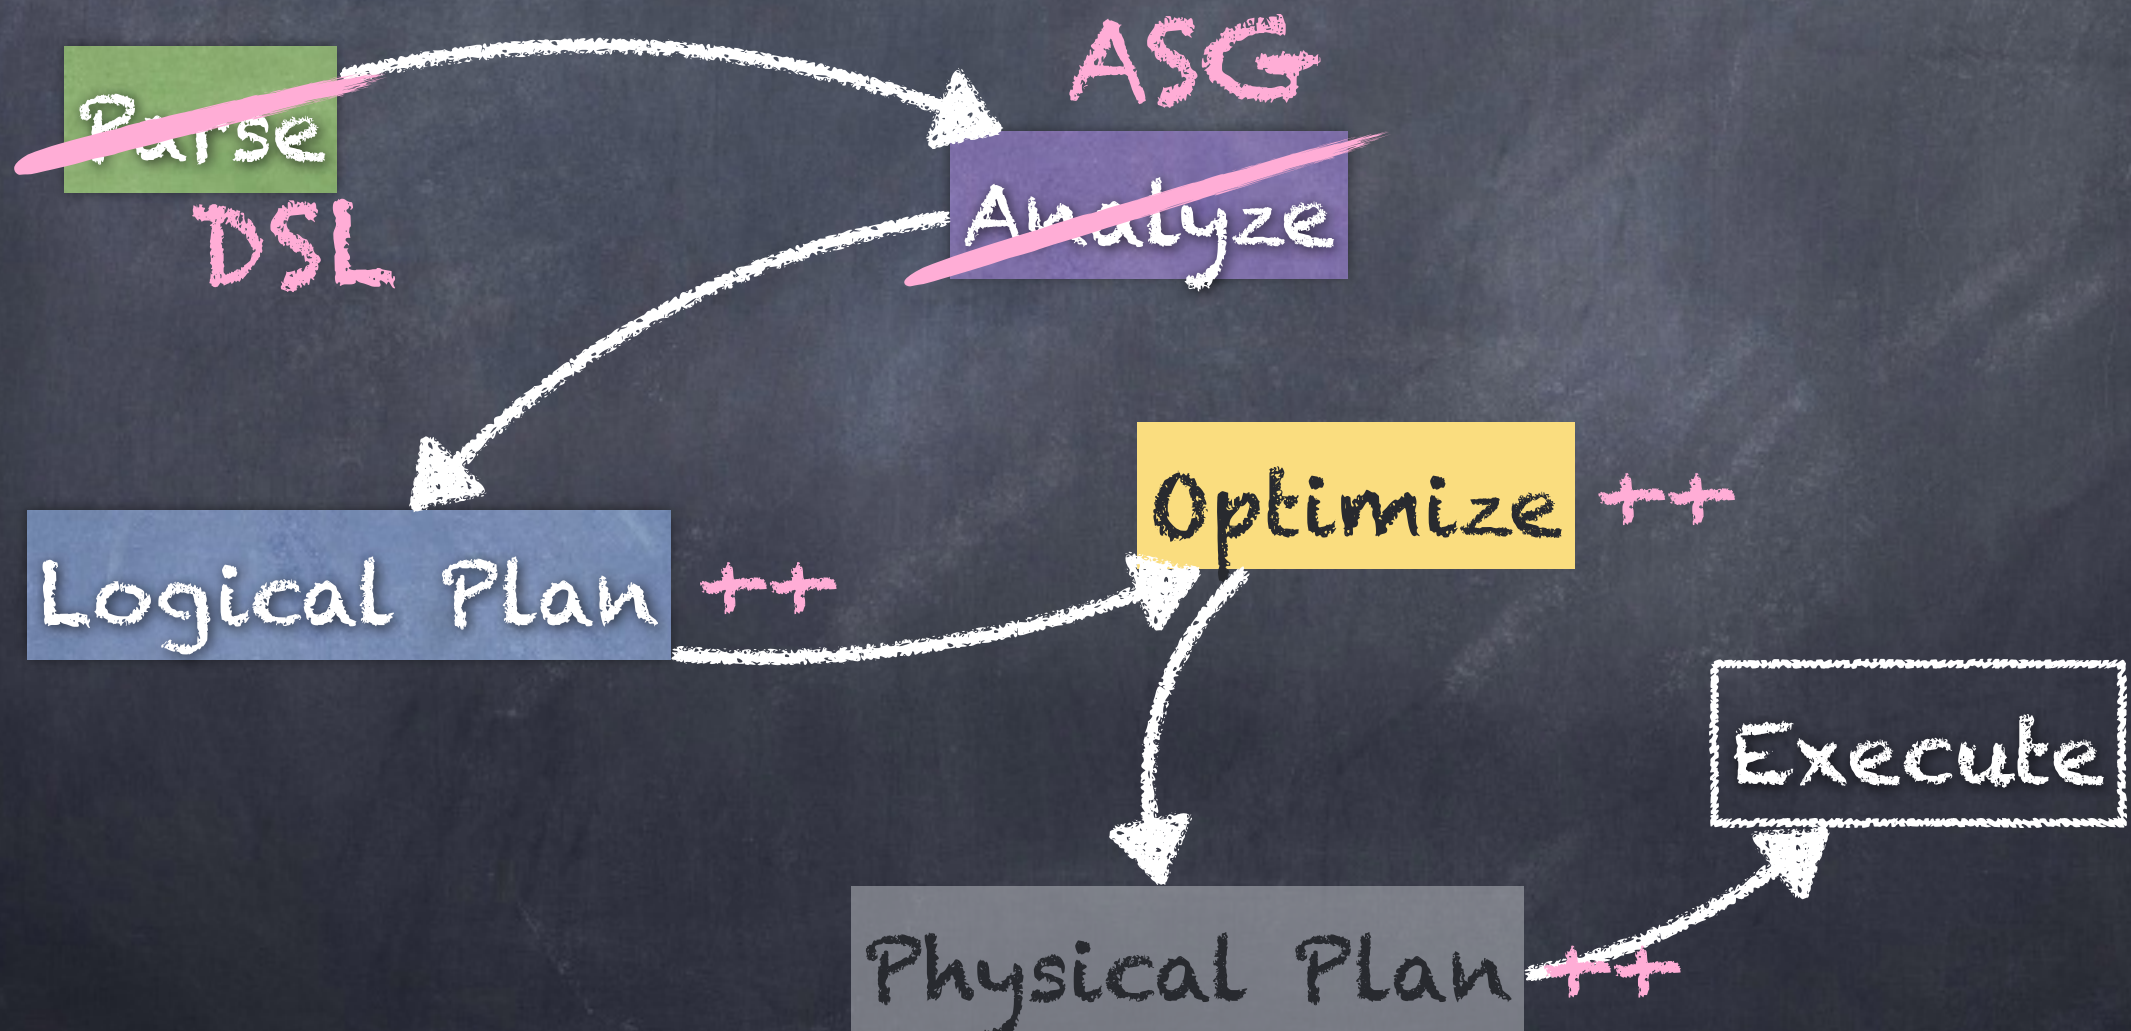 ASG
Parse
DSL
Analyze
Optimize ++
Logical Plan ++
Execute
Physical Plan ++